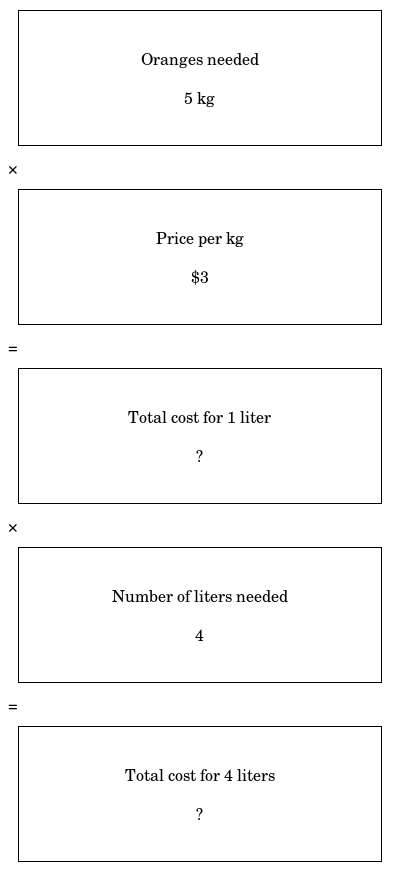 Oranges needed
5 kg
×
Price per kg
$3
=
Total cost for 1 liter
?
×
Number of liters needed
4
=
Total cost for 4 liters
?